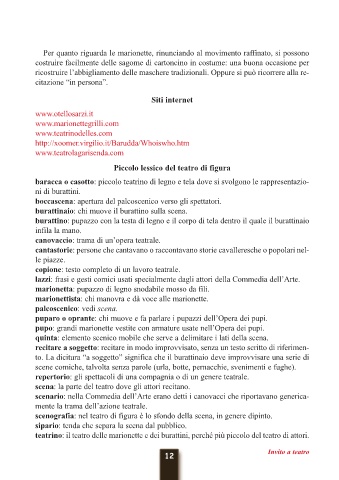 Per quanto riguarda le marionette, rinunciando al movimento raffinato, si possono
costruire facilmente delle sagome di cartoncino in costume: una buona occasione per
ricostruire l'abbigliamento delle maschere tradizionali. Oppure si può ricorrere alla re-
citazione “in persona”.
Siti internet
www.otellosarzi.it
www.marionettegrilli.com
www.teatrinodelles.com
http://xoomer.virgilio.it/Barudda/Whoiswho.htm
www.teatrolagarisenda.com
Piccolo lessico del teatro di figura
baracca o casotto: piccolo teatrino di legno e tela dove si svolgono le rappresentazio-
ni di burattini.
boccascena: apertura del palcoscenico verso gli spettatori.
burattinaio: chi muove il burattino sulla scena.
burattino: pupazzo con la testa di legno e il corpo di tela dentro il quale il burattinaio
infila la mano.
canovaccio: trama di un'opera teatrale.
cantastorie: persone che cantavano o raccontavano storie cavalleresche o popolari nel-
le piazze.
copione: testo completo di un lavoro teatrale.
lazzi: frasi e gesti comici usati specialmente dagli attori della Commedia dell'Arte.
marionetta: pupazzo di legno snodabile mosso da fili.
marionettista: chi manovra e dà voce alle marionette.
palcoscenico: vedi scena.
puparo o oprante: chi muove e fa parlare i pupazzi dell'Opera dei pupi.
pupo: grandi marionette vestite con armature usate nell'Opera dei pupi.
quinta: elemento scenico mobile che serve a delimitare i lati della scena.
recitare a soggetto: recitare in modo improvvisato, senza un testo scritto di riferimen-
to. La dicitura “a soggetto” significa che il burattinaio deve improvvisare una serie di
scene comiche, talvolta senza parole (urla, botte, pernacchie, svenimenti e fughe).
repertorio: gli spettacoli di una compagnia o di un genere teatrale.
scena: la parte del teatro dove gli attori recitano.
scenario: nella Commedia dell'Arte erano detti i canovacci che riportavano generica-
mente la trama dell'azione teatrale.
scenografia: nel teatro di figura è lo sfondo della scena, in genere dipinto.
sipario: tenda che separa la scena dal pubblico.
teatrino: il teatro delle marionette e dei burattini, perché più piccolo del teatro di attori.
12
Invito a teatro